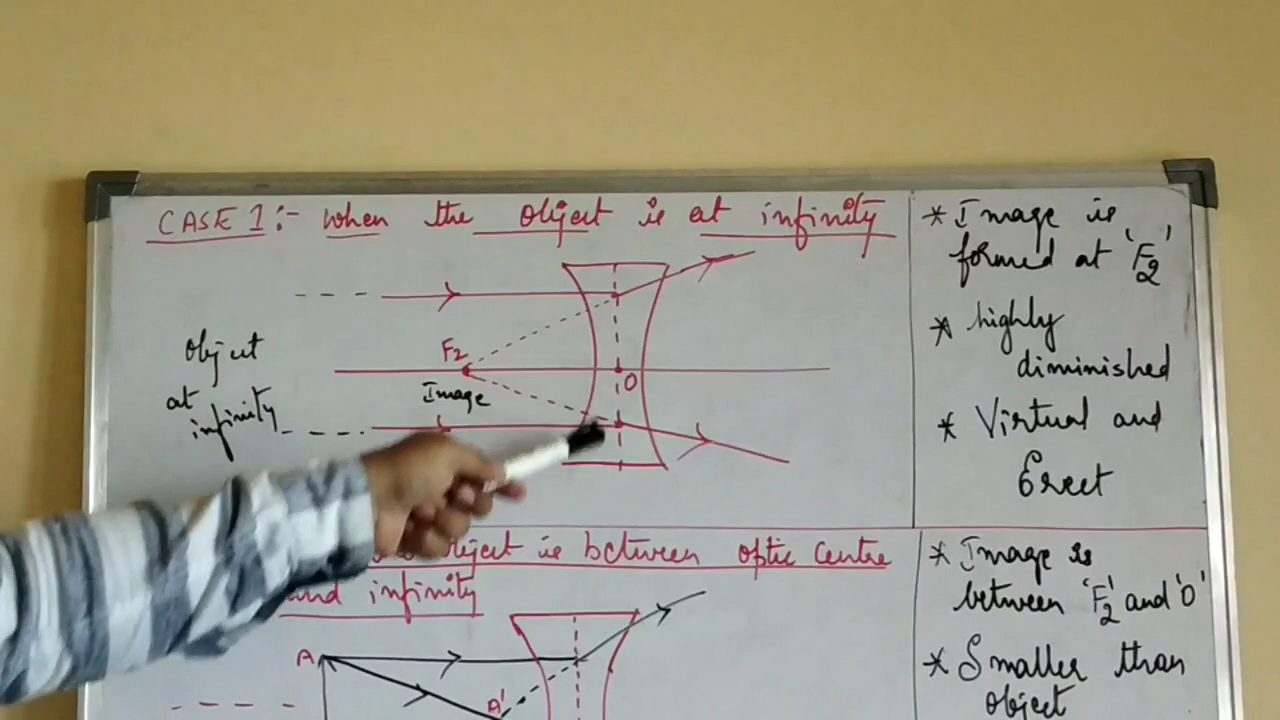 CASE 1:- When the object is at infinity
F2
O
Object
at
infinity
Image
* Image is
formed at 'F2'
* highly
diminished
* Virtual and
Erect
object is between optic centre
and infinity
A
A'
* Image is
between 'F2' and 'O'
* Smaller than
object